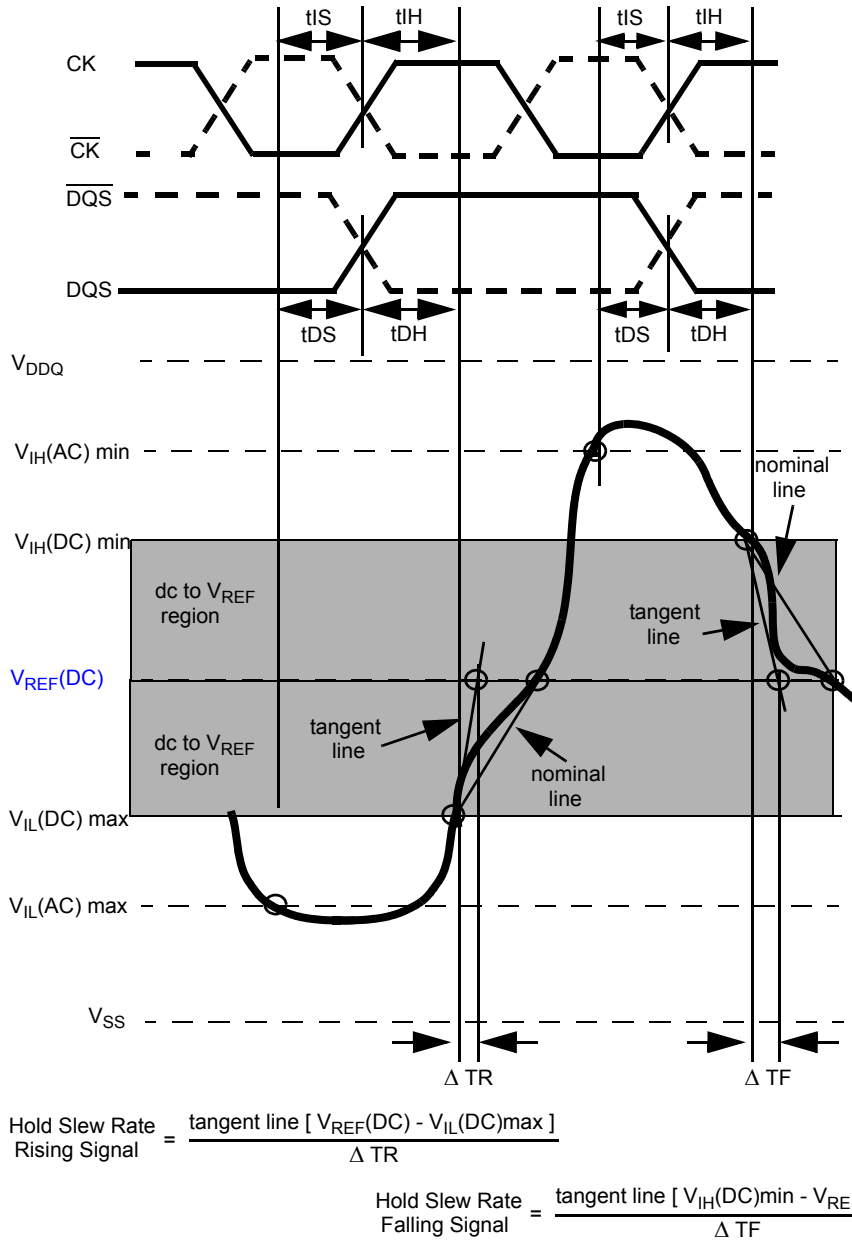 tIS tIH tIS tIH
CK
CK
DQS
DQS
tDS tDH tDS tDH
VDDQ
VIH(AC) min
nominal
line
VIH(DC) min
dc to VREF
region
tangent
line
VREF(DC)
tangent
line
dc to VREF
region
nominal
line
VIL(DC) max
VIL(AC) max
VSS
Δ TR Δ TF
Hold Slew Rate
Rising Signal = tangent line [ VREF(DC) - VIL(DC)max ]
Δ TR
Hold Slew Rate
Falling Signal = tangent line [ VIH(DC)min - VRE
Δ TF